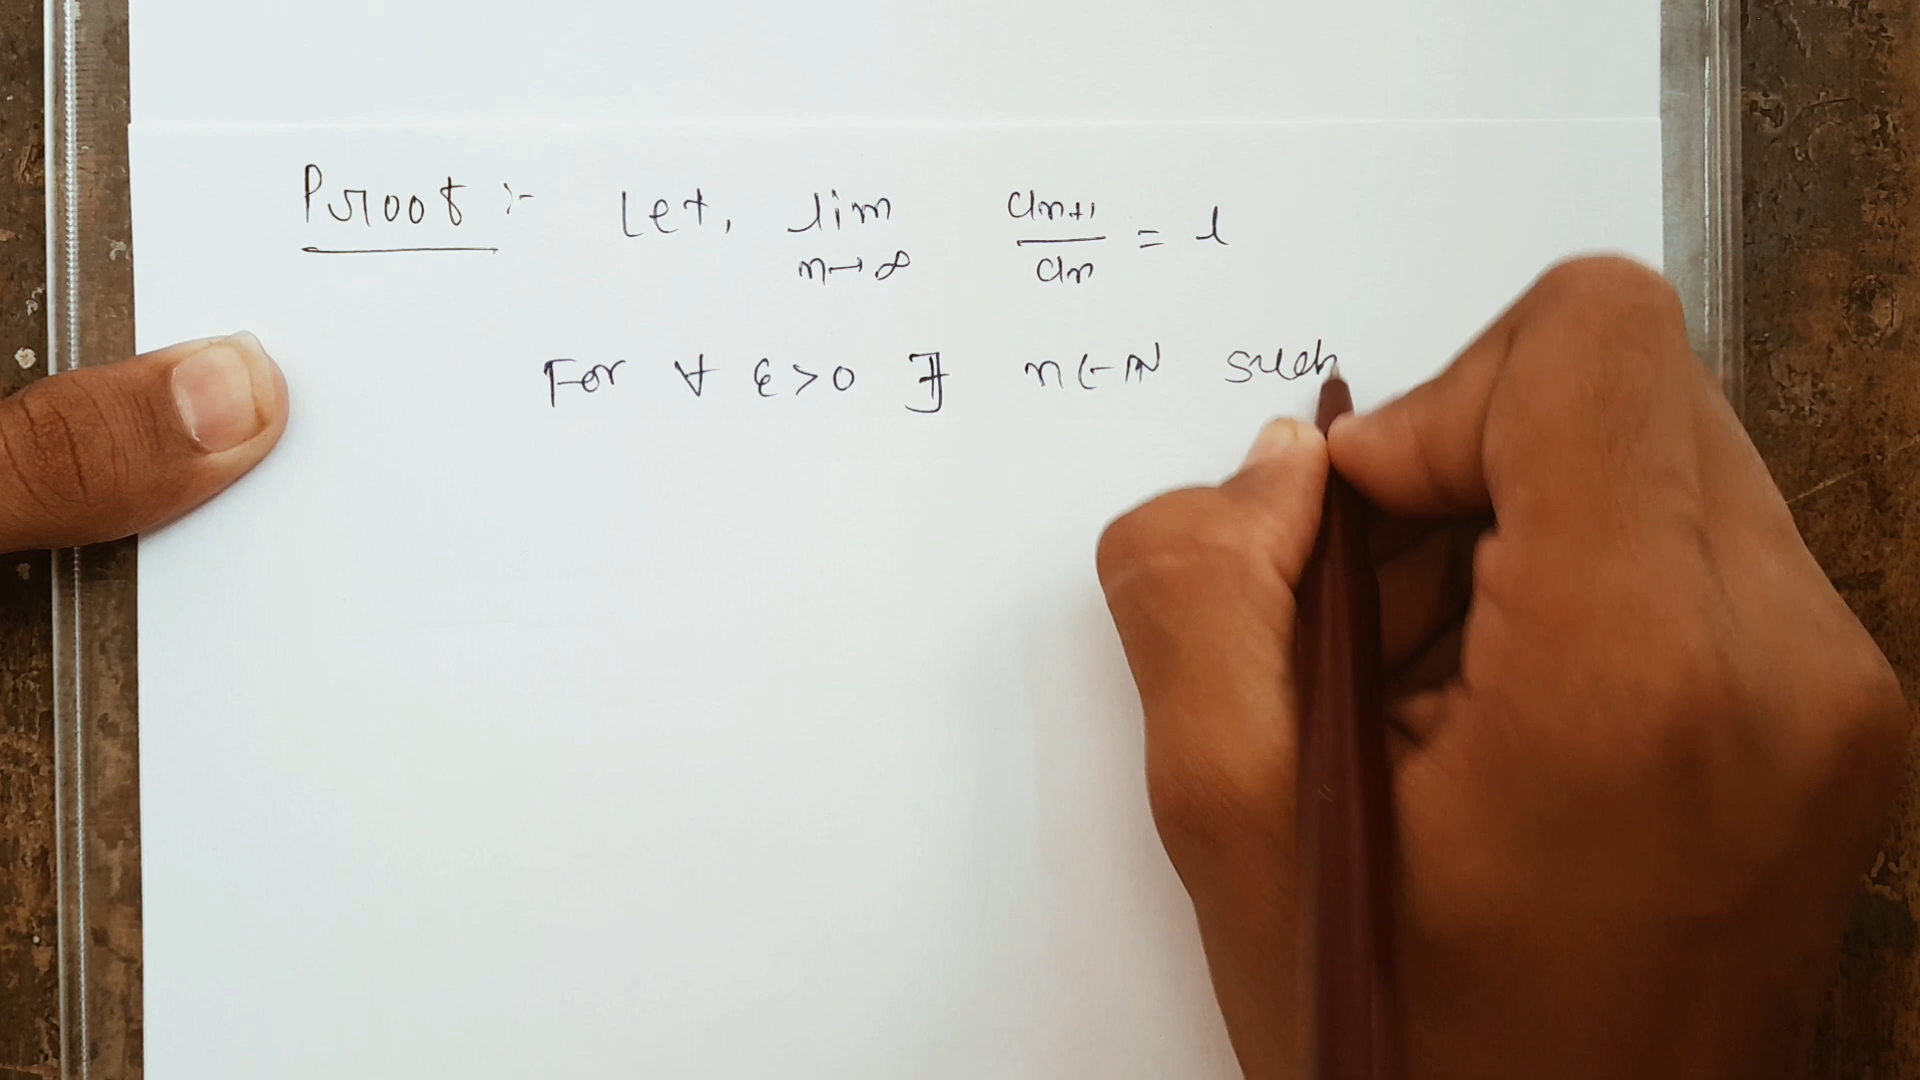 Proof :- Let, lim n→∞ an+1/an = l
For ∀ ε>0 ∃ n∈N such